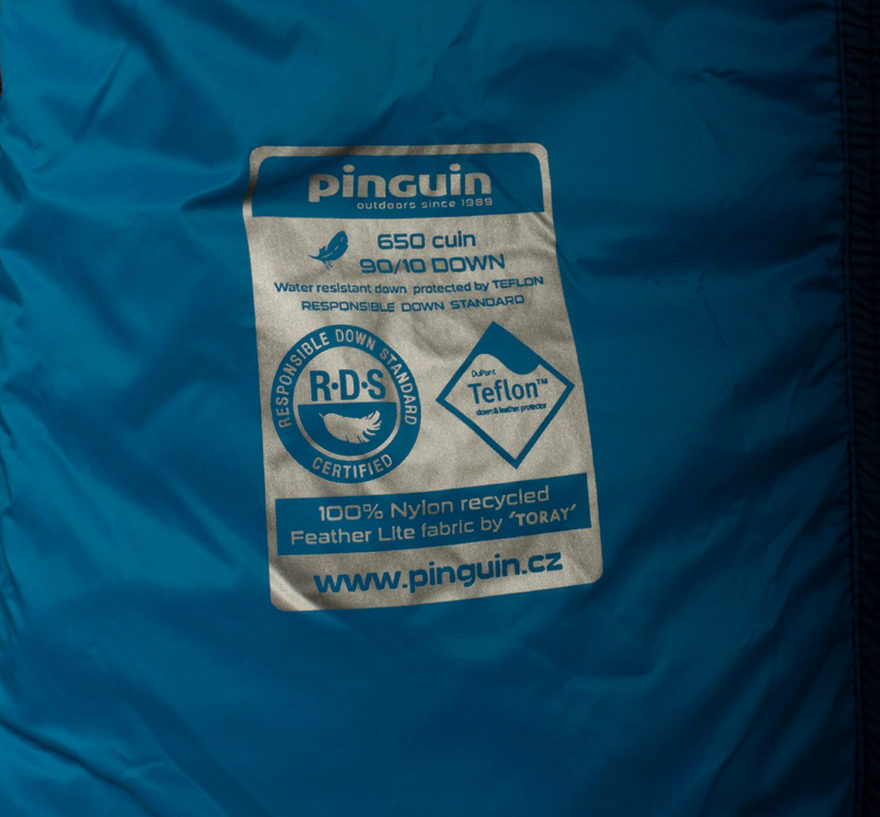 pinguin
outdoors since 1989
650 cuin
90/10 DOWN
Water resistant down protected by TEFLON
RESPONSIBLE DOWN STANDARD
RESPONSIBLE DOWN STANDARD
R·D·S
CERTIFIED
DuPont
Teflon™
down & feather protector
100% Nylon recycled
Feather Lite fabric by ‘TORAY’
www.pinguin.cz